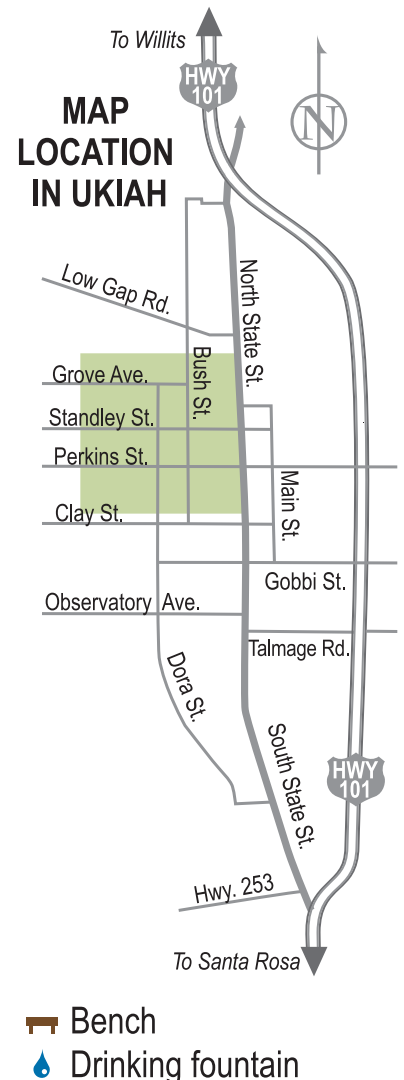 To Willits
HWY
101
N
MAP
LOCATION
IN UKIAH
Low Gap Rd.
North State St.
Bush St.
Grove Ave.
Standley St.
Perkins St.
Main St.
Clay St.
Gobbi St.
Observatory Ave.
Talmage Rd.
Dora St.
South State St.
HWY
101
Hwy. 253
To Santa Rosa
Bench
Drinking fountain